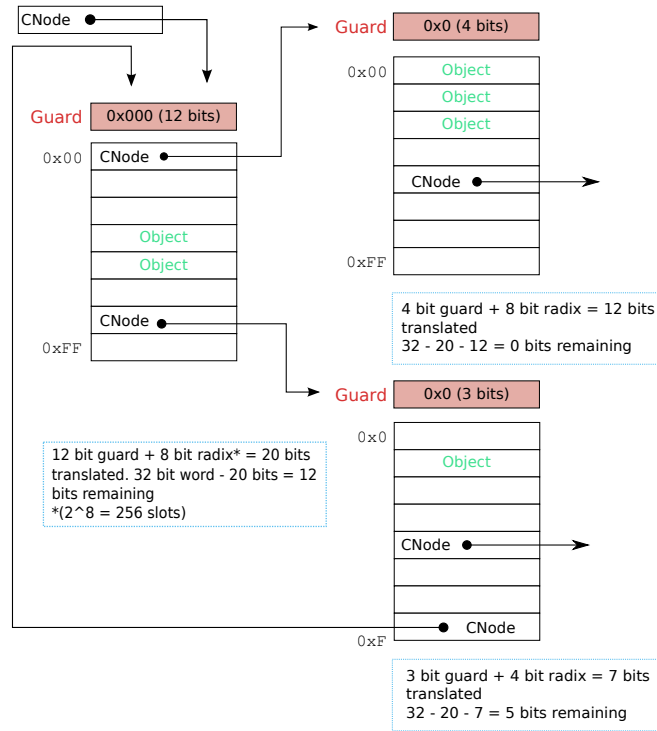 CNode
Guard
0x000 (12 bits)
0x00
CNode
Object
Object
CNode
0xFF
12 bit guard + 8 bit radix* = 20 bits
translated. 32 bit word - 20 bits = 12
bits remaining
*(2^8 = 256 slots)
Guard
0x0 (4 bits)
0x00
Object
Object
Object
CNode
0xFF
4 bit guard + 8 bit radix = 12 bits
translated
32 - 20 - 12 = 0 bits remaining
Guard
0x0 (3 bits)
0x0
Object
CNode
CNode
0xF
3 bit guard + 4 bit radix = 7 bits
translated
32 - 20 - 7 = 5 bits remaining